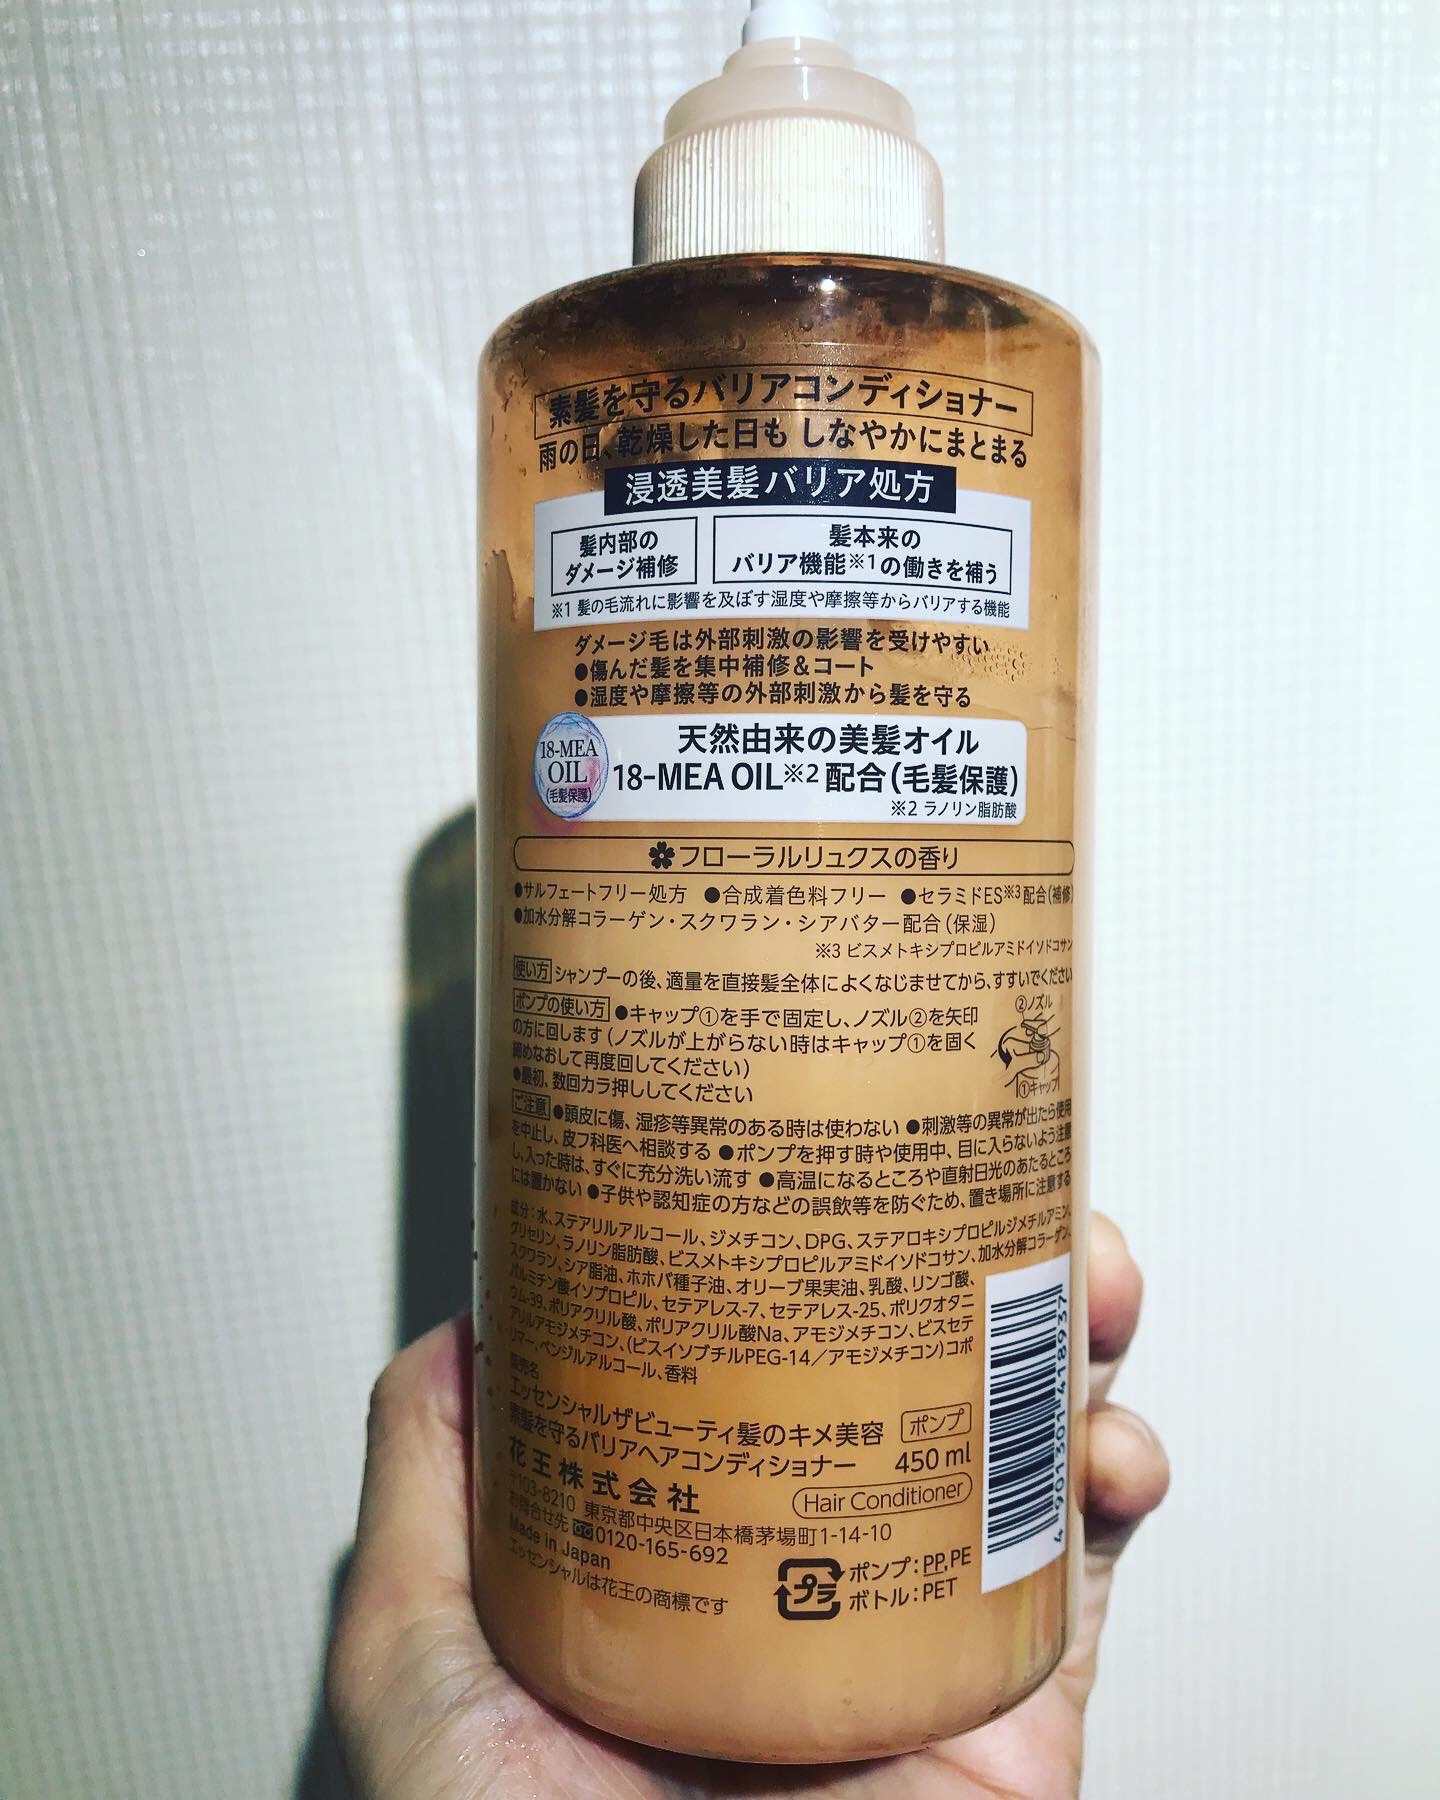 素髪を守るバリアコンディショナー
雨の日、乾燥した日も しなやかにまとまる
浸透美髪バリア処方
髪内部の
ダメージ補修
髪本来の
バリア機能※1の働きを補う
※1 髪の毛流れに影響を及ぼす湿度や摩擦等からバリアする機能
ダメージ毛は外部刺激の影響を受けやすい
●傷んだ髪を集中補修&コート
●湿度や摩擦等の外部刺激から髪を守る
18-MEA
OIL
(毛髪保護)
天然由来の美髪オイル
18-MEA OIL※2 配合(毛髪保護)
※2 ラノリン脂肪酸
フローラルリュクスの香り
●サルフェートフリー処方 ●合成着色料フリー ●セラミドES※3配合(補修)
●加水分解コラーゲン・スクワラン・シアバター配合(保湿)
※3 ビスメトキシプロピルアミドイソドコサン
使い方 シャンプーの後、適量を直接髪全体によくなじませてから、すすいでください
ポンプの使い方 ●キャップ①を手で固定し、ノズル②を矢印
の方に回します(ノズルが上がらない時はキャップ①を固く
締めなおして再度回してください)
●最初、数回カラ押ししてください
②ノズル
①キャップ
ご注意 ●頭皮に傷、湿疹等異常のある時は使わない ●刺激等の異常が出たら使用
を中止し、皮フ科医へ相談する ●ポンプを押す時や使用中、目に入らないよう注意
し、入った時は、すぐに充分洗い流す ●高温になるところや直射日光のあたるところ
には置かない ●子供や認知症の方などの誤飲等を防ぐため、置き場所に注意する
成分：水、ステアリルアルコール、ジメチコン、DPG、ステアロキシプロピルジメチルアミン、
グリセリン、ラノリン脂肪酸、ビスメトキシプロピルアミドイソドコサン、加水分解コラーゲン、
スクワラン、シア脂油、ホホバ種子油、オリーブ果実油、乳酸、リンゴ酸、
パルミチン酸イソプロピル、セテアレス-7、セテアレス-25、ポリクオタニ
ウム-39、ポリアクリル酸、ポリアクリル酸Na、アモジメチコン、ビスセテ
アリルアモジメチコン、(ビスイソブチルPEG-14／アモジメチコン)コポ
リマー、ベンジルアルコール、香料
販売名
エッセンシャルザビューティ髪のキメ美容
素髪を守るバリアヘアコンディショナー
ポンプ
450 ml
花王株式会社
Hair Conditioner
〒103-8210 東京都中央区日本橋茅場町1-14-10
お問合せ先 0120-165-692
Made in Japan
エッセンシャルは花王の商標です
プラ
ポンプ：PP,PE
ボトル：PET
4 901301 418937